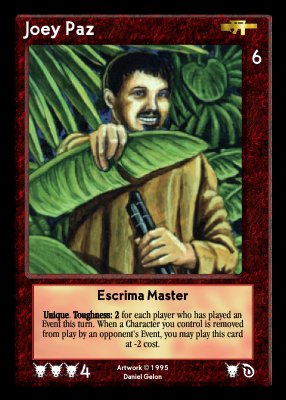 Joey Paz
6
Escrima Master
Unique. Toughness: 2 for each player who has played an
Event this turn. When a Character you control is removed
from play by an opponent's Event, you may play this card
at -2 cost.
4
Artwork © 1995
Daniel Gelon